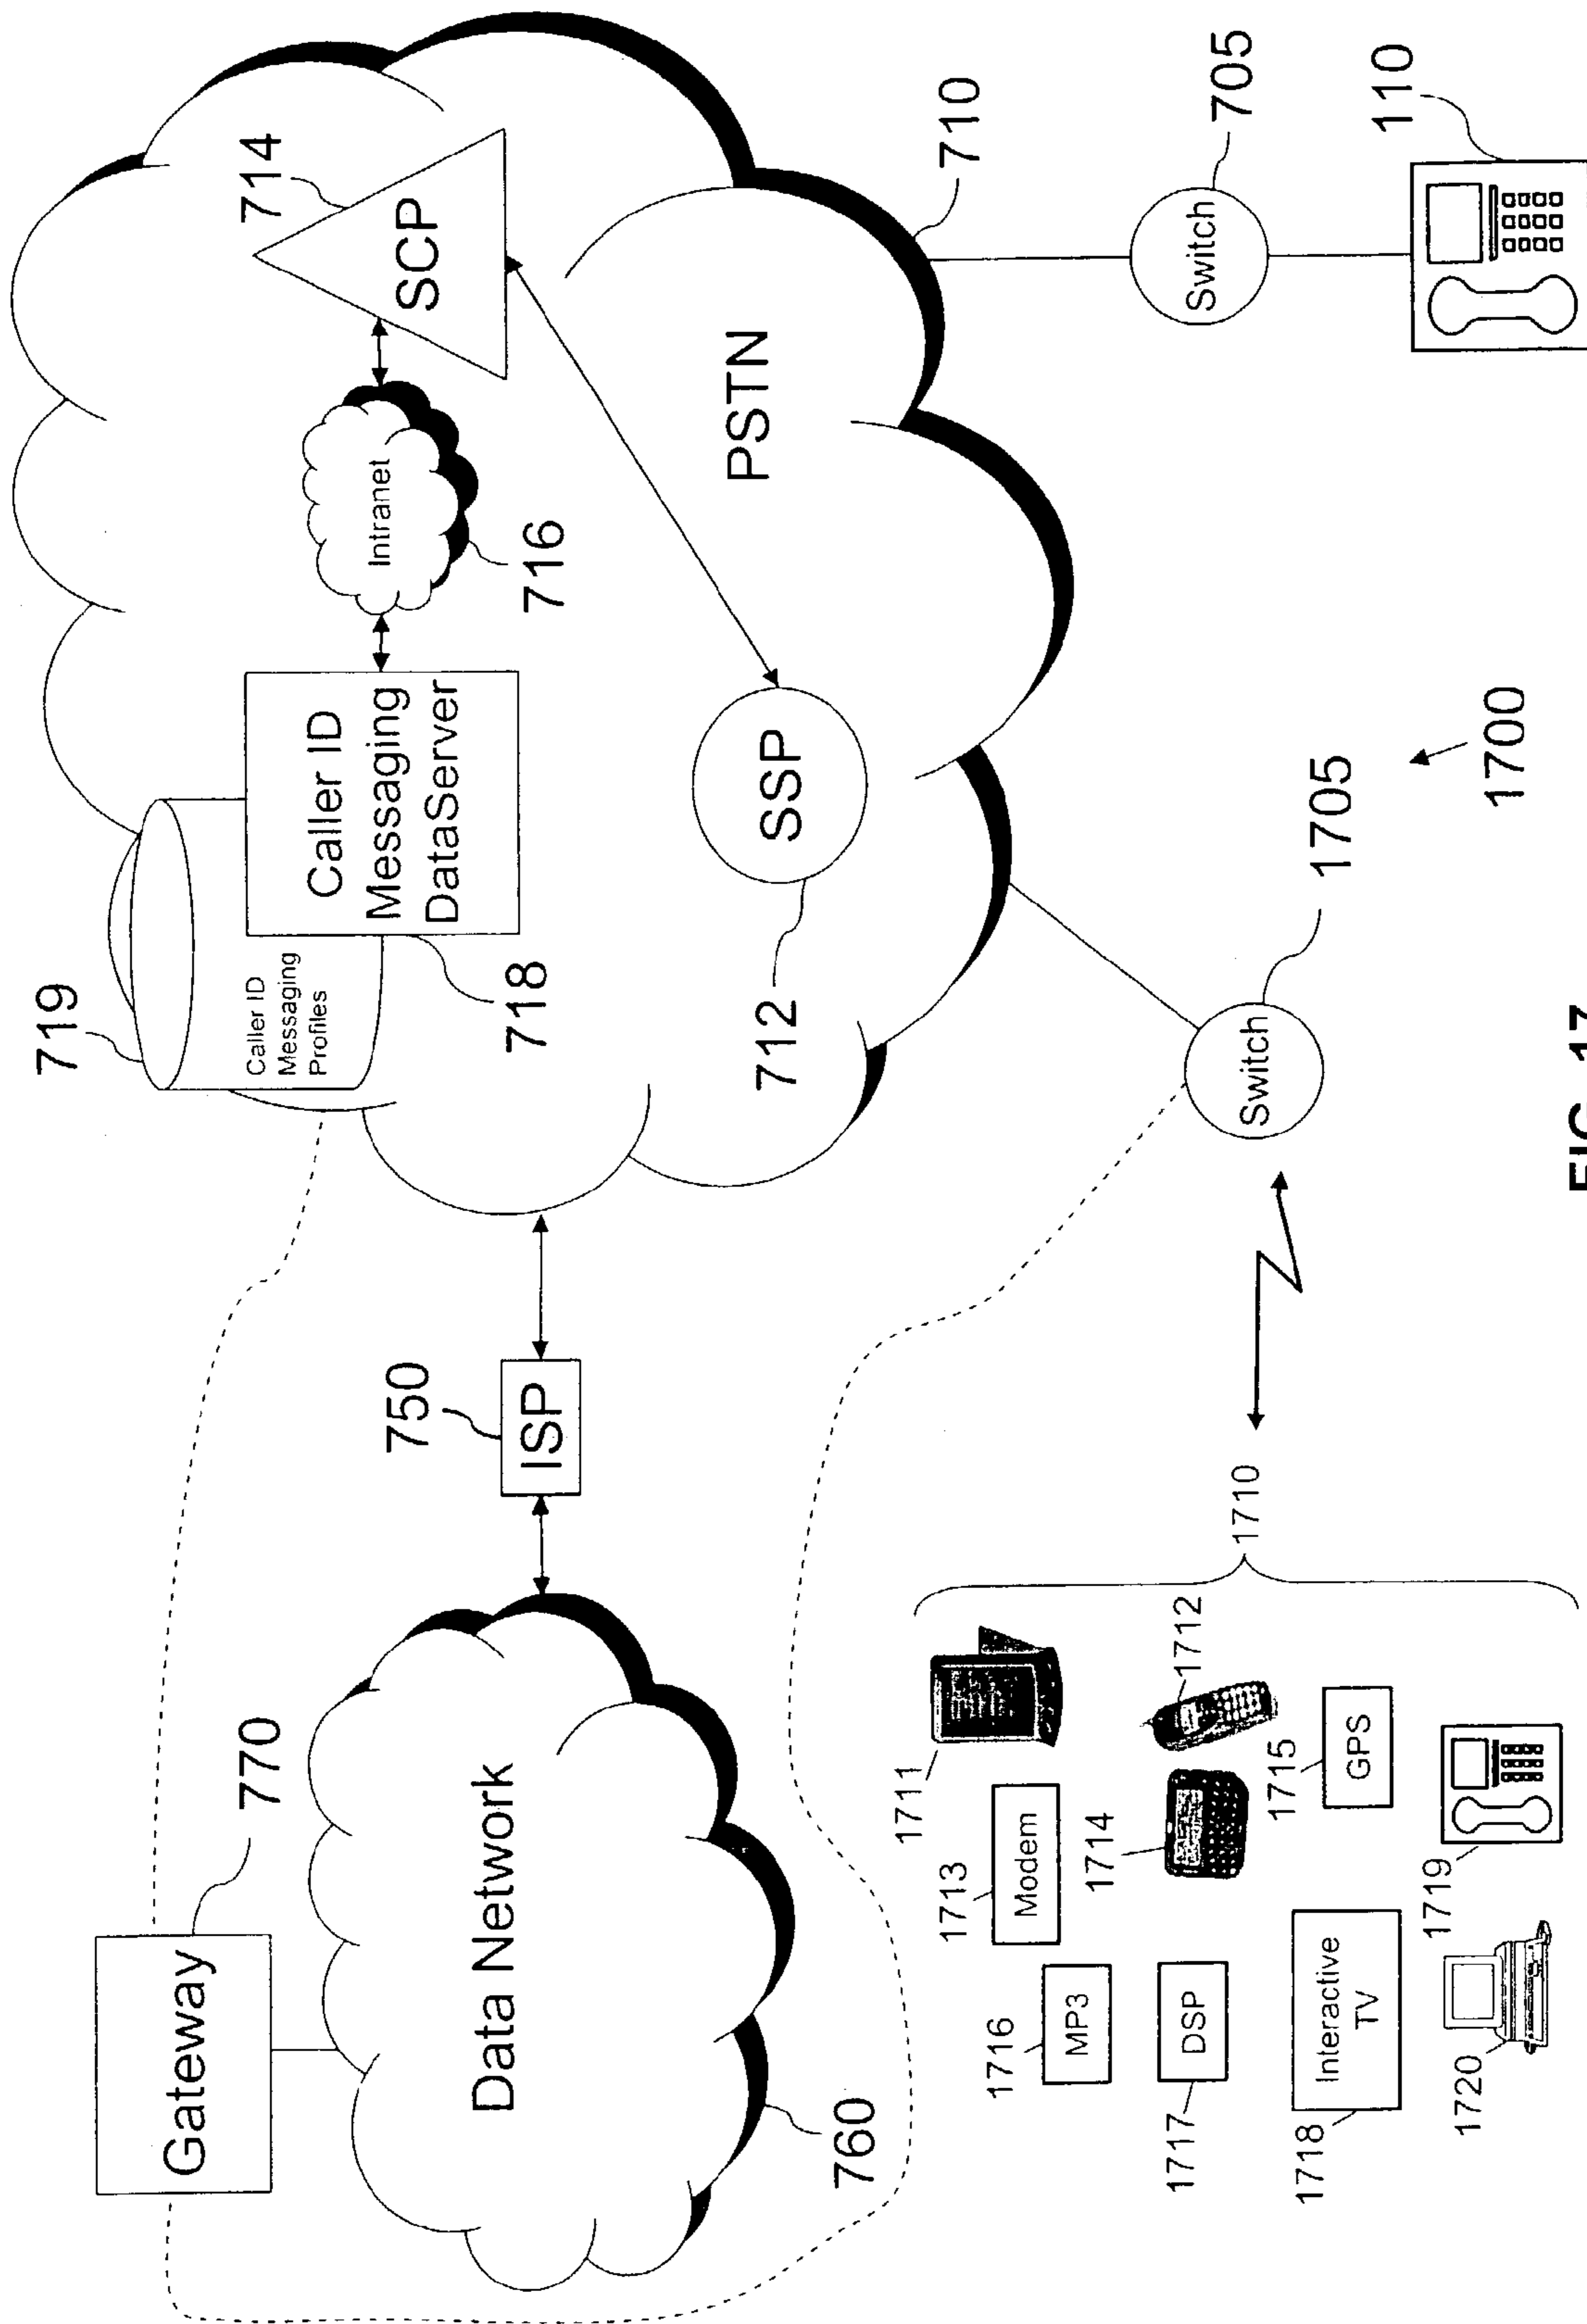 Gateway
770
719
Caller ID
Messaging
Profiles
Caller ID
Messaging
DataServer
718
Intranet
716
714
SCP
Data Network
760
750
ISP
SSP
712
PSTN
710
1711
1713
Modem
1712
1714
1715
GPS
1716
MP3
1717
DSP
1718
Interactive
TV
1719
1720
1710
Switch
1705
Switch
705
110
1700
FIG. 17